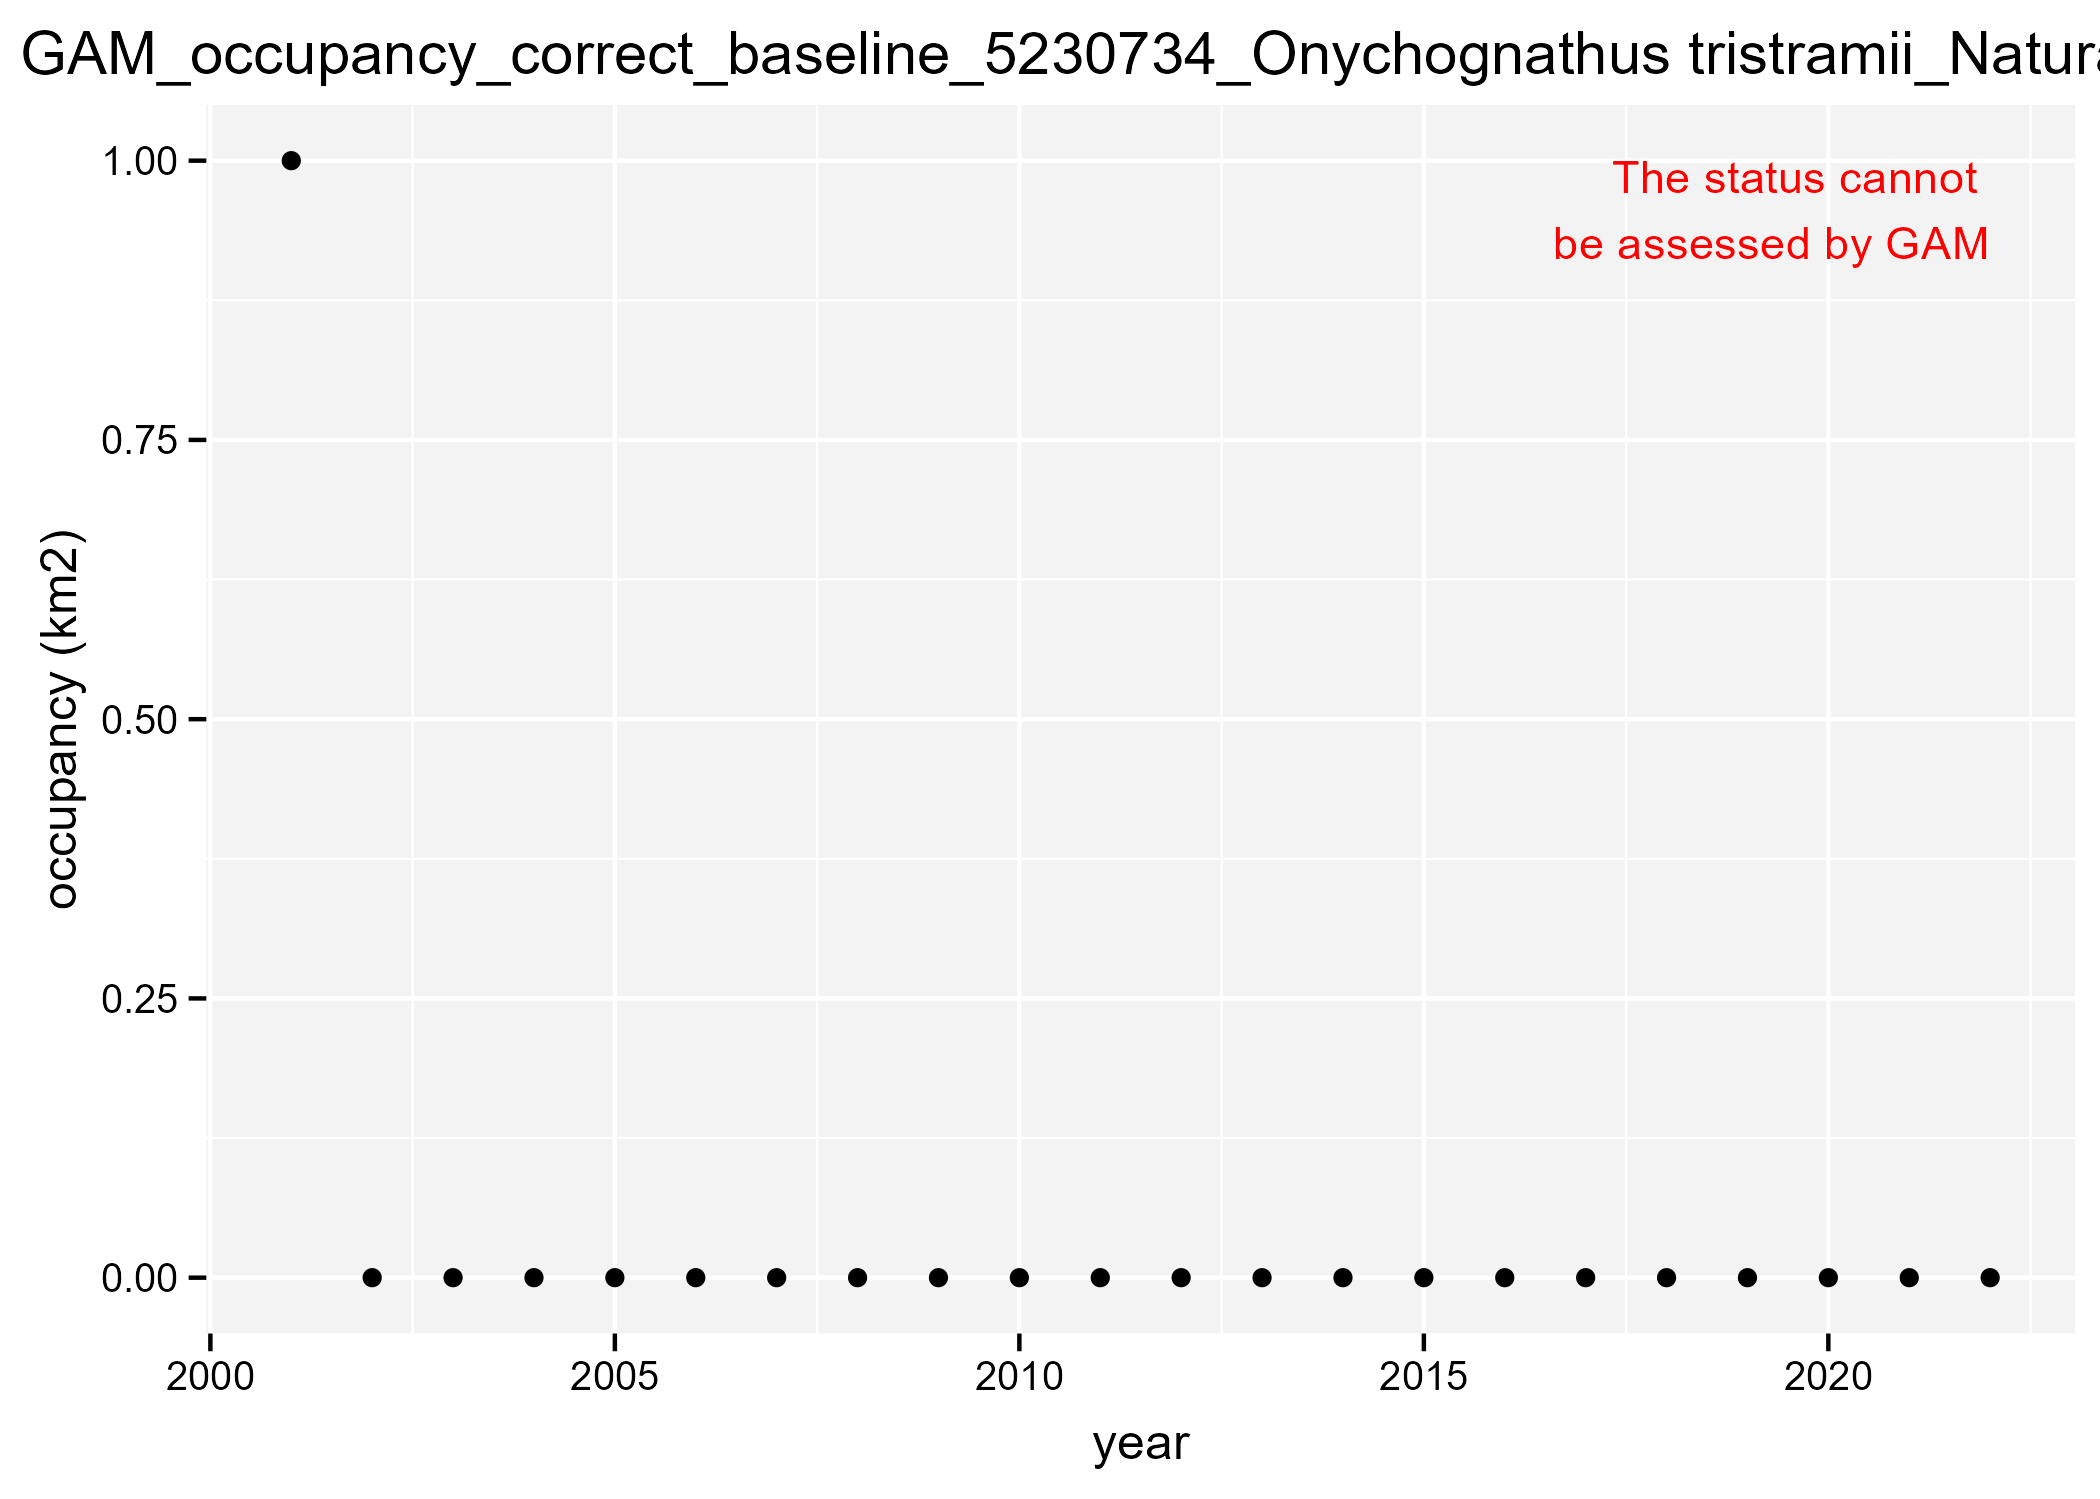 GAM_occupancy_correct_baseline_5230734_Onychognathus tristramii_Natura
1.00
The status cannot
be assessed by GAM
0.75
occupancy (km2)
0.50
0.25
0.00
2000 2005 2010 2015 2020
year